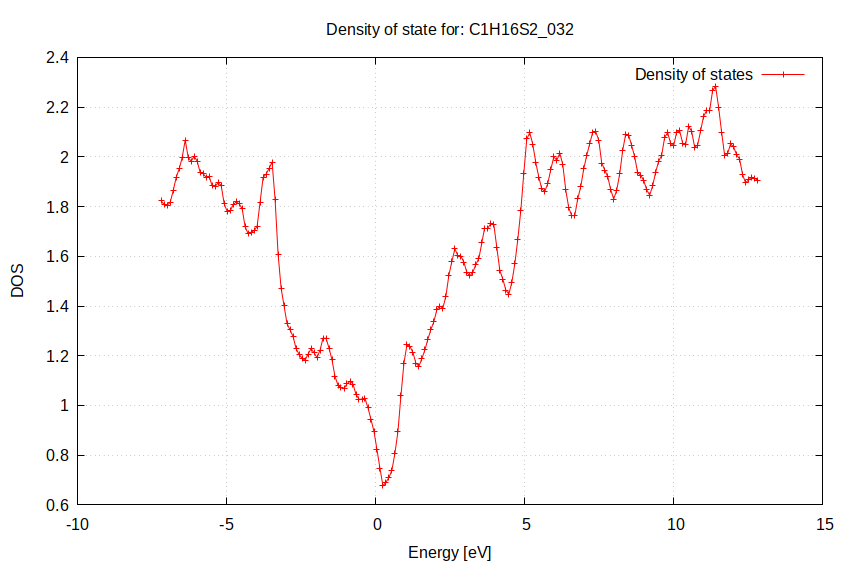 Density of state for: C1H16S2_032
Density of states
2.4
2.2
2
1.8
1.6
1.4
1.2
1
0.8
0.6
DOS
-10 -5 0 5 10 15
Energy [eV]